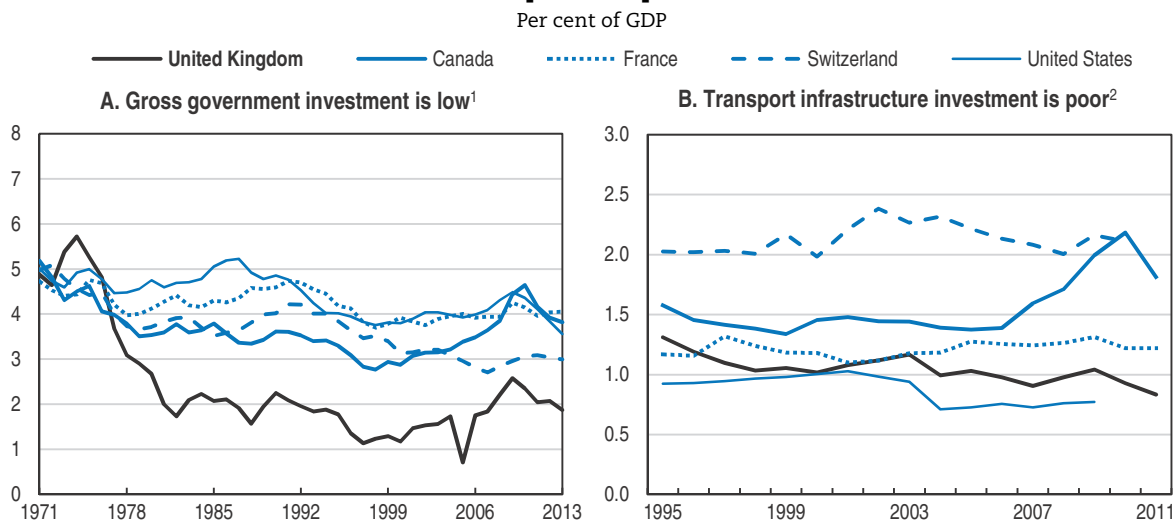 Per cent of GDP
United Kingdom Canada France Switzerland United States
A. Gross government investment is low1
B. Transport infrastructure investment is poor2
8
7
6
5
4
3
2
1
0
1971 1978 1985 1992 1999 2006 2013
3.0
2.5
2.0
1.5
1.0
0.5
0.0
1995 1999 2003 2007 2011